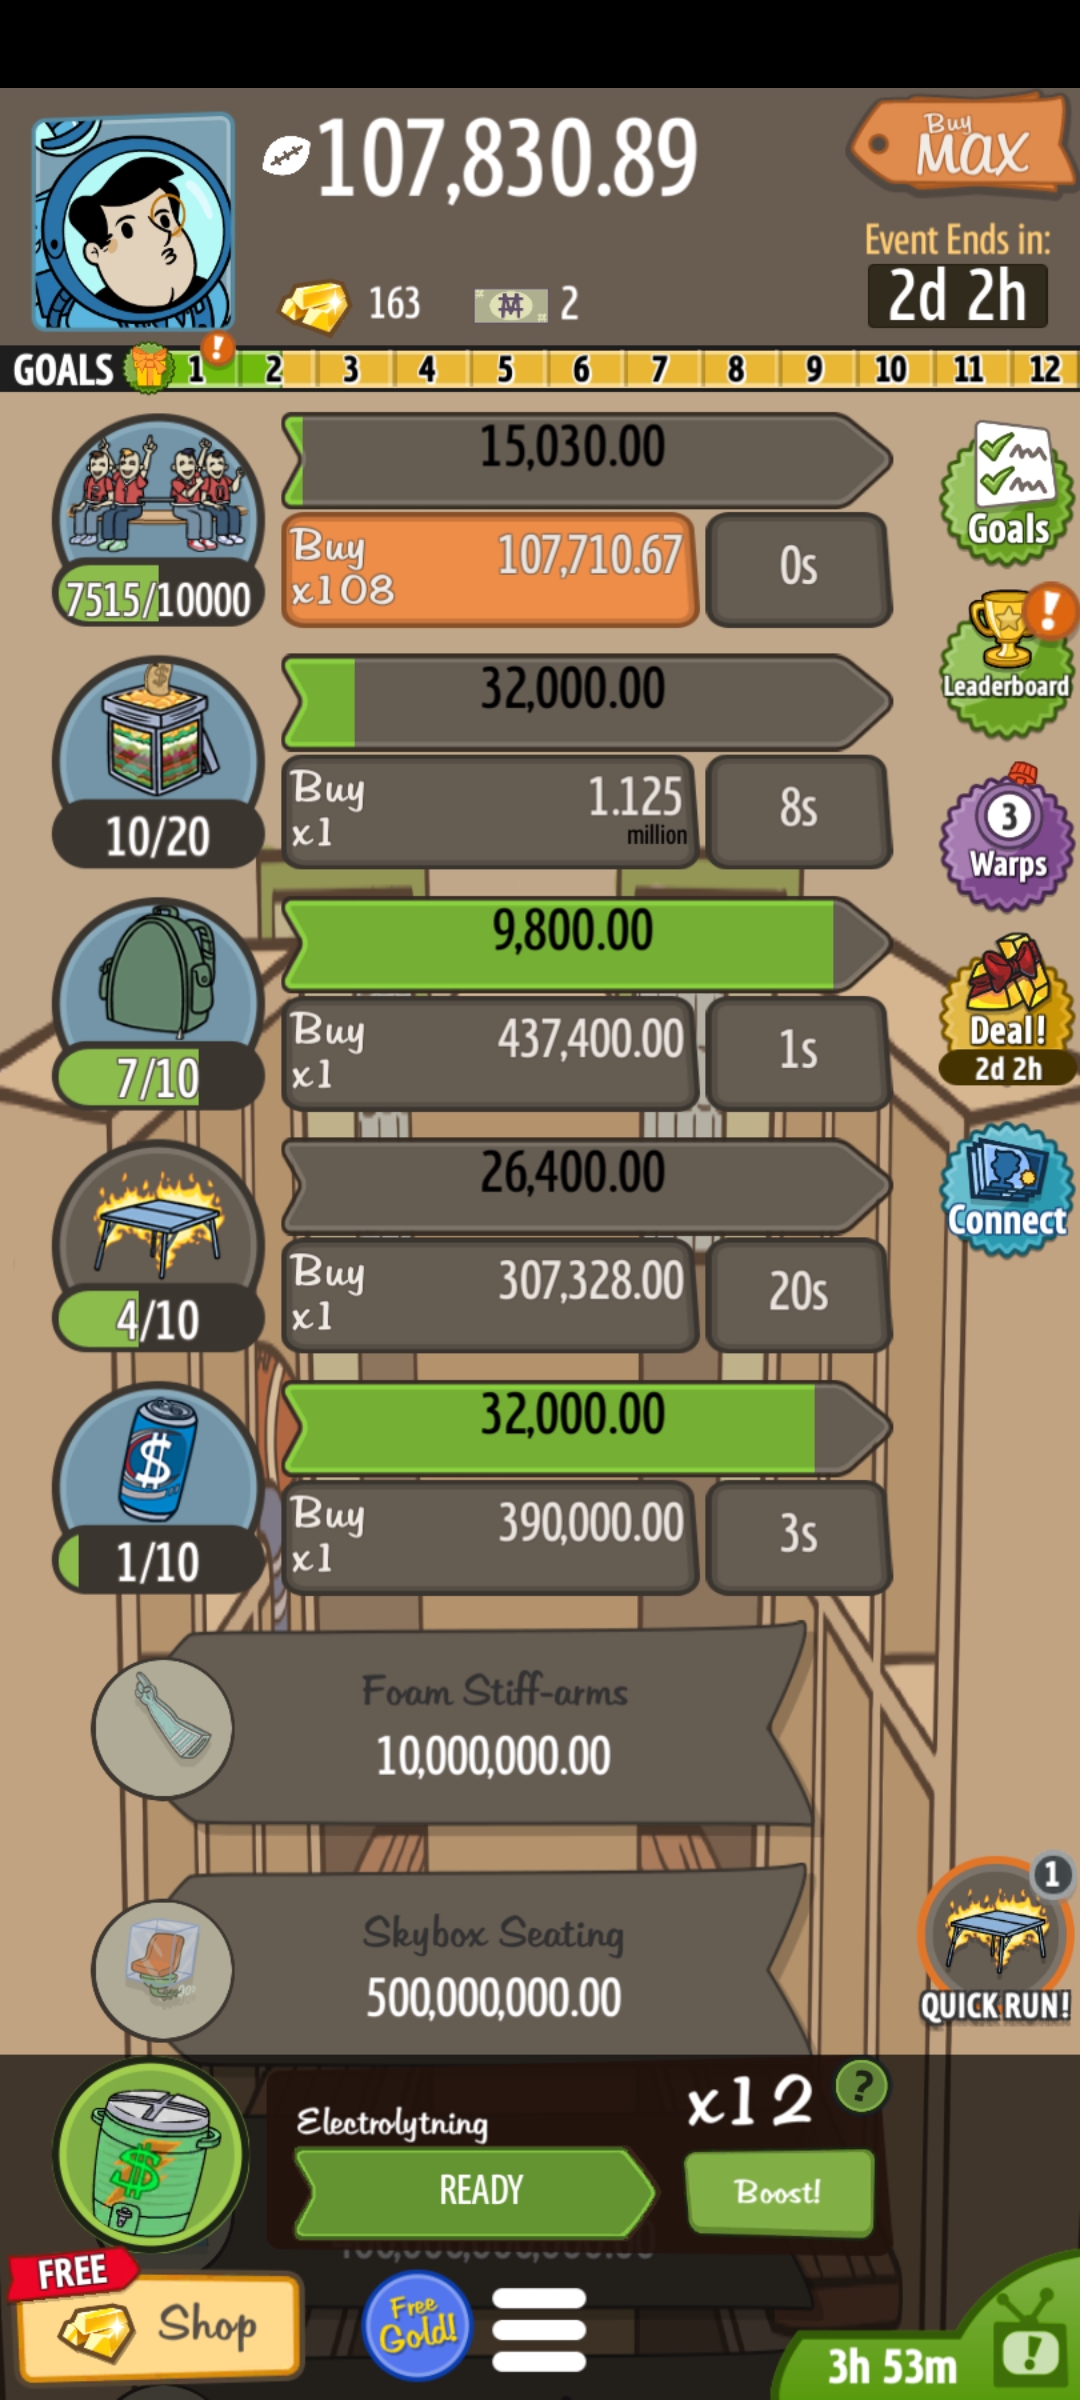 107,830.89
Buy
MAX
163
2
Event Ends in:
2d 2h
GOALS 1 ! 2 3 4 5 6 7 8 9 10 11 12
15,030.00
7515/10000
Buy
x108
107,710.67
0s
Goals
32,000.00
10/20
Buy
x1
1.125
million
8s
!
Leaderboard
9,800.00
7/10
Buy
x1
437,400.00
1s
3
Warps
26,400.00
4/10
Buy
x1
307,328.00
20s
Deal!
2d 2h
32,000.00
1/10
Buy
x1
390,000.00
3s
Connect
Foam Stiff-arms
10,000,000.00
Skybox Seating
500,000,000.00
1
QUICK RUN!
Electrolytning
x12
?
READY
Boost!
FREE
Shop
Free
Gold!
3h 53m
!